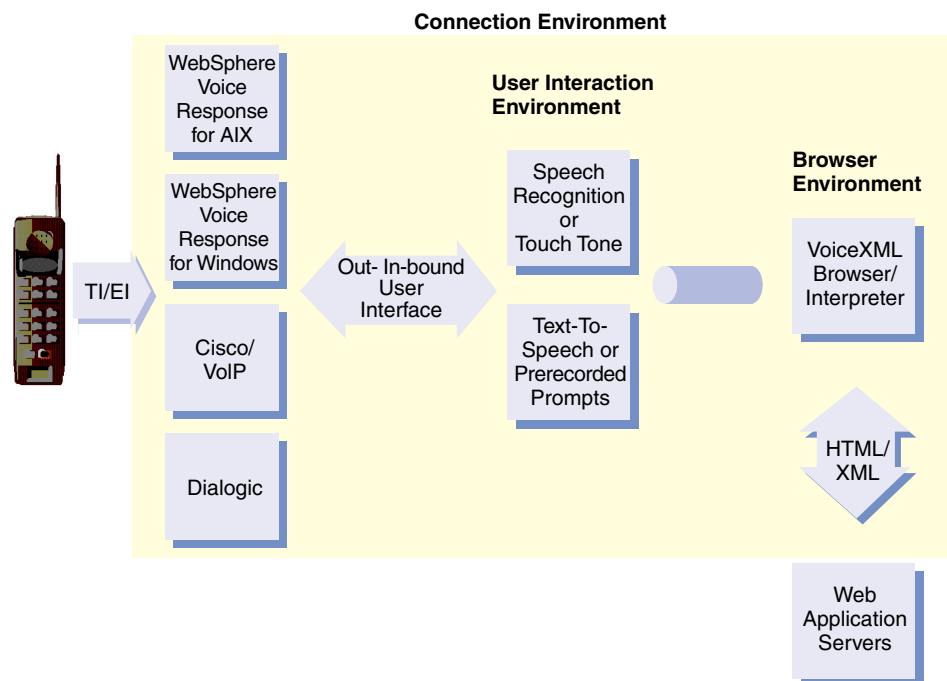 Connection Environment
WebSphere
Voice
Response
for AIX
User Interaction
Environment
Browser
Environment
WebSphere
Voice
Response
for Windows
Speech
Recognition
or
Touch Tone
VoiceXML
Browser/
Interpreter
TI/EI
Out- In-bound
User
Interface
Cisco/
VoIP
Text-To-
Speech or
Prerecorded
Prompts
Dialogic
HTML/
XML
Web
Application
Servers